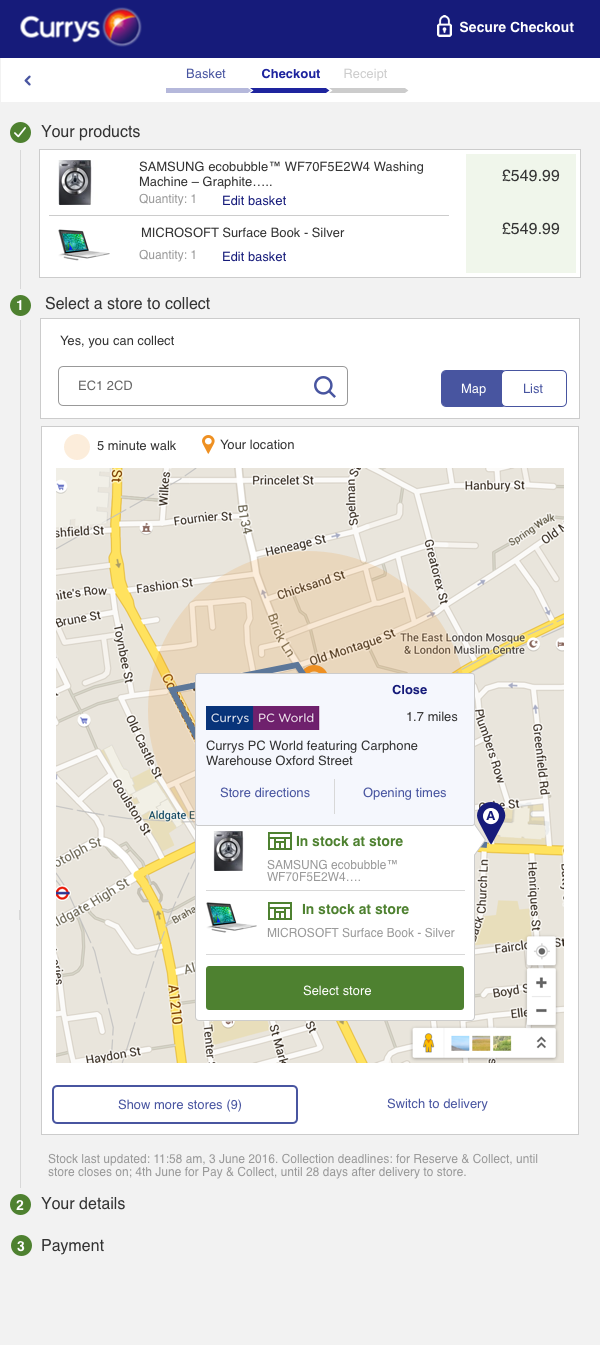 Currys
Secure Checkout
Basket
Checkout
Receipt
Your products
SAMSUNG ecobubble™ WF70F5E2W4 Washing
Machine – Graphite…..
Quantity: 1
Edit basket
£549.99
MICROSOFT Surface Book - Silver
Quantity: 1
Edit basket
£549.99
1
Select a store to collect
Yes, you can collect
EC1 2CD
Map
List
5 minute walk
Your location
St
Wilkes
Princelet St
Spelman S
Hanbury St
shfield St
Fournier St
B134
Spring Walk
Old M
Heneage St
Greatorex St
ite's Row
Fashion St
Chicksand St
Brune St
Toynbee St
Brick Ln
Old Montague St
The East London Mosque
& London Muslim Centre
Close
Currys PC World
1.7 miles
Currys PC World featuring Carphone
Warehouse Oxford Street
Store directions
Opening times
Plumbers Row
Greenfield Rd
Old Castle St
Goulston St
Aldgate E
A
In stock at store
SAMSUNG ecobubble™
WF70F5E2W4….
otolph St
ldgate High St
ack Church Ln
Henriques St
In stock at store
MICROSOFT Surface Book - Silver
Braha
Fairclo
St
Al
A1210
Select store
Boyd S
Elle
Haydon St
Tenter
St Mark
St
Show more stores (9)
Switch to delivery
Stock last updated: 11:58 am, 3 June 2016. Collection deadlines: for Reserve & Collect, until
store closes on; 4th June for Pay & Collect, until 28 days after delivery to store.
2
Your details
3
Payment